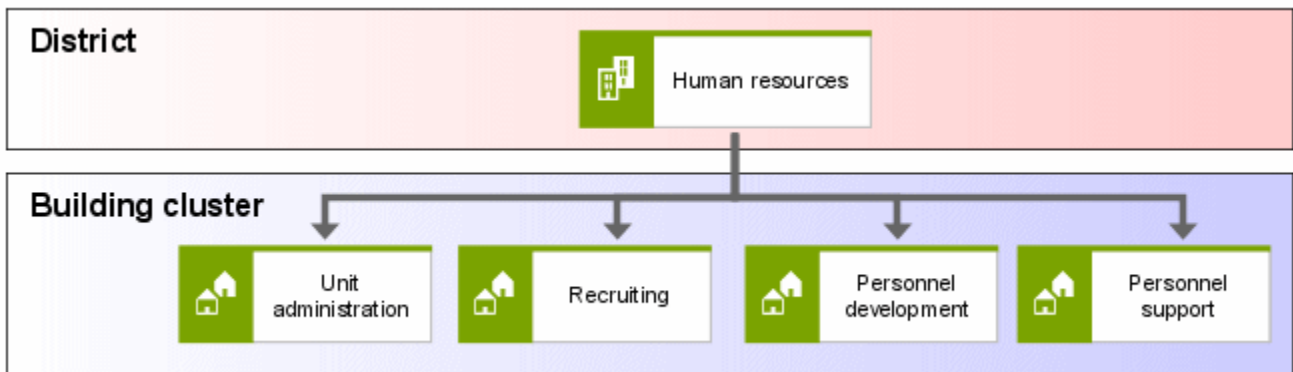 District
Human resources
Building cluster
Unit
administration
Recruiting
Personnel
development
Personnel
support